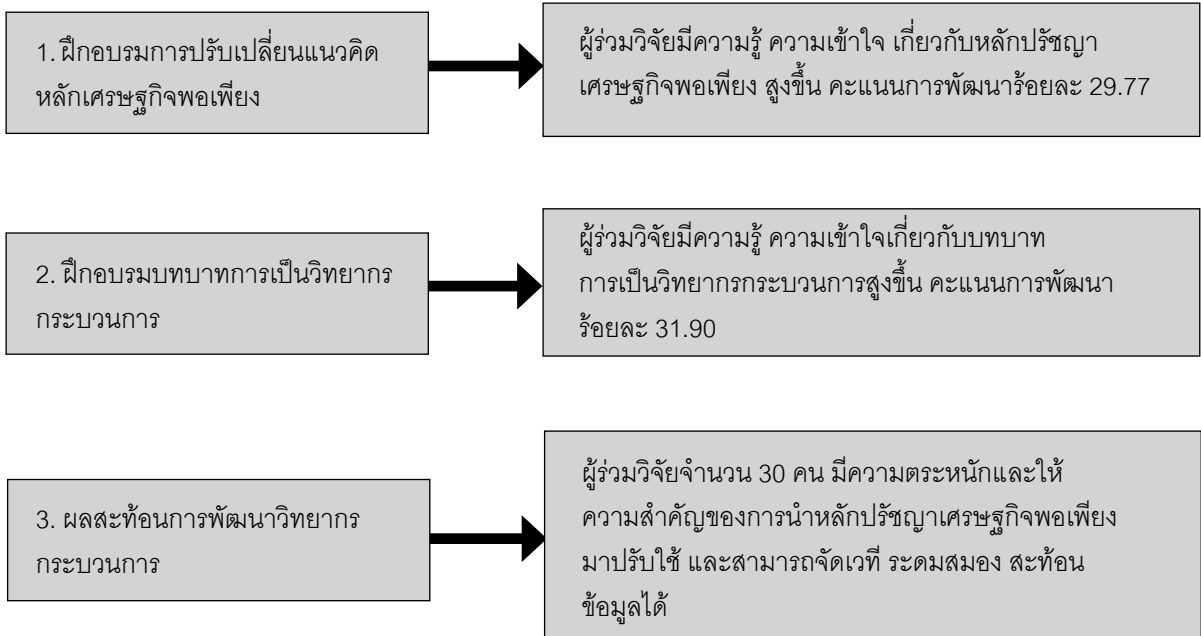 1. ฝึกอบรมการปรับเปลี่ยนแนวคิด
หลักเศรษฐกิจพอเพียง
ผู้ร่วมวิจัยมีความรู้ ความเข้าใจ เกี่ยวกับหลักปรัชญา
เศรษฐกิจพอเพียง สูงขึ้น คะแนนการพัฒนาร้อยละ 29.77
2. ฝึกอบรมบทบาทการเป็นวิทยากร
กระบวนการ
ผู้ร่วมวิจัยมีความรู้ ความเข้าใจเกี่ยวกับบทบาท
การเป็นวิทยากรกระบวนการสูงขึ้น คะแนนการพัฒนา
ร้อยละ 31.90
3. ผลสะท้อนการพัฒนาวิทยากร
กระบวนการ
ผู้ร่วมวิจัยจำนวน 30 คน มีความตระหนักและให้
ความสำคัญของการนำหลักปรัชญาเศรษฐกิจพอเพียง
มาปรับใช้ และสามารถจัดเวที ระดมสมอง สะท้อน
ข้อมูลได้